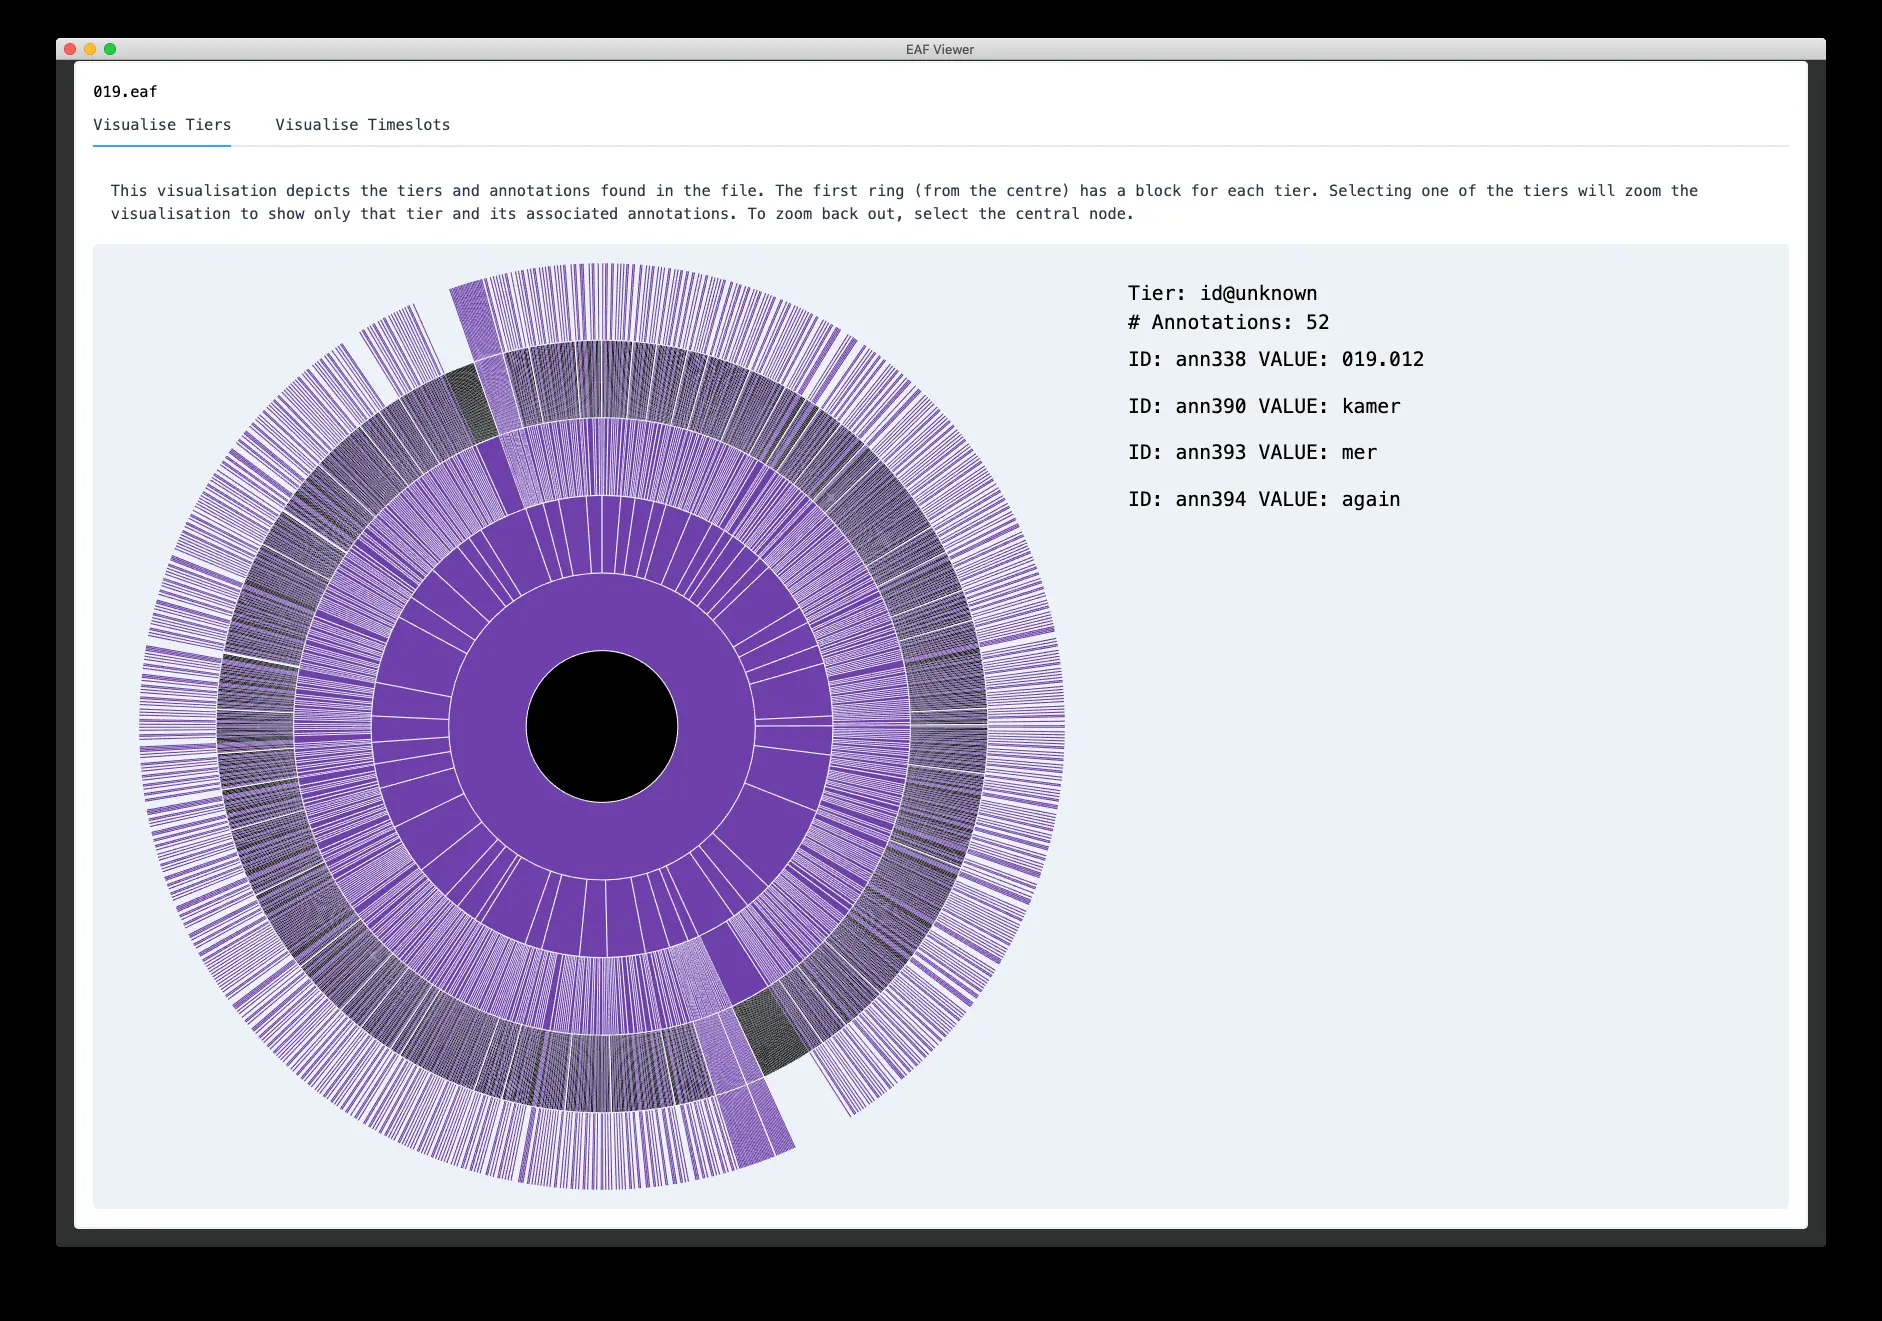 EAF Viewer
019.eaf
Visualise Tiers
Visualise Timeslots
This visualisation depicts the tiers and annotations found in the file. The first ring (from the centre) has a block for each tier. Selecting one of the tiers will zoom the
visualisation to show only that tier and its associated annotations. To zoom back out, select the central node.
Tier: id@unknown
# Annotations: 52
ID: ann338 VALUE: 019.012
ID: ann390 VALUE: kamer
ID: ann393 VALUE: mer
ID: ann394 VALUE: again